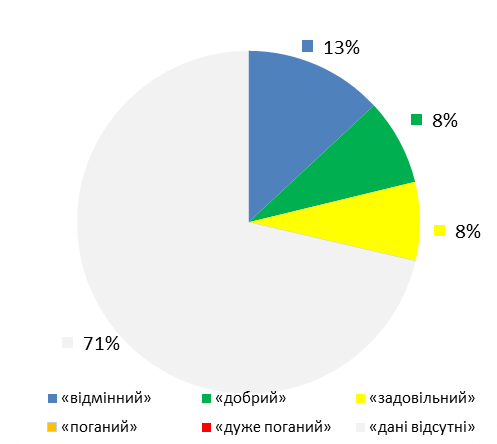 13%
8%
8%
71%
«відмінний» «добрий» «задовільний»
«поганий» «дуже поганий» «дані відсутні»